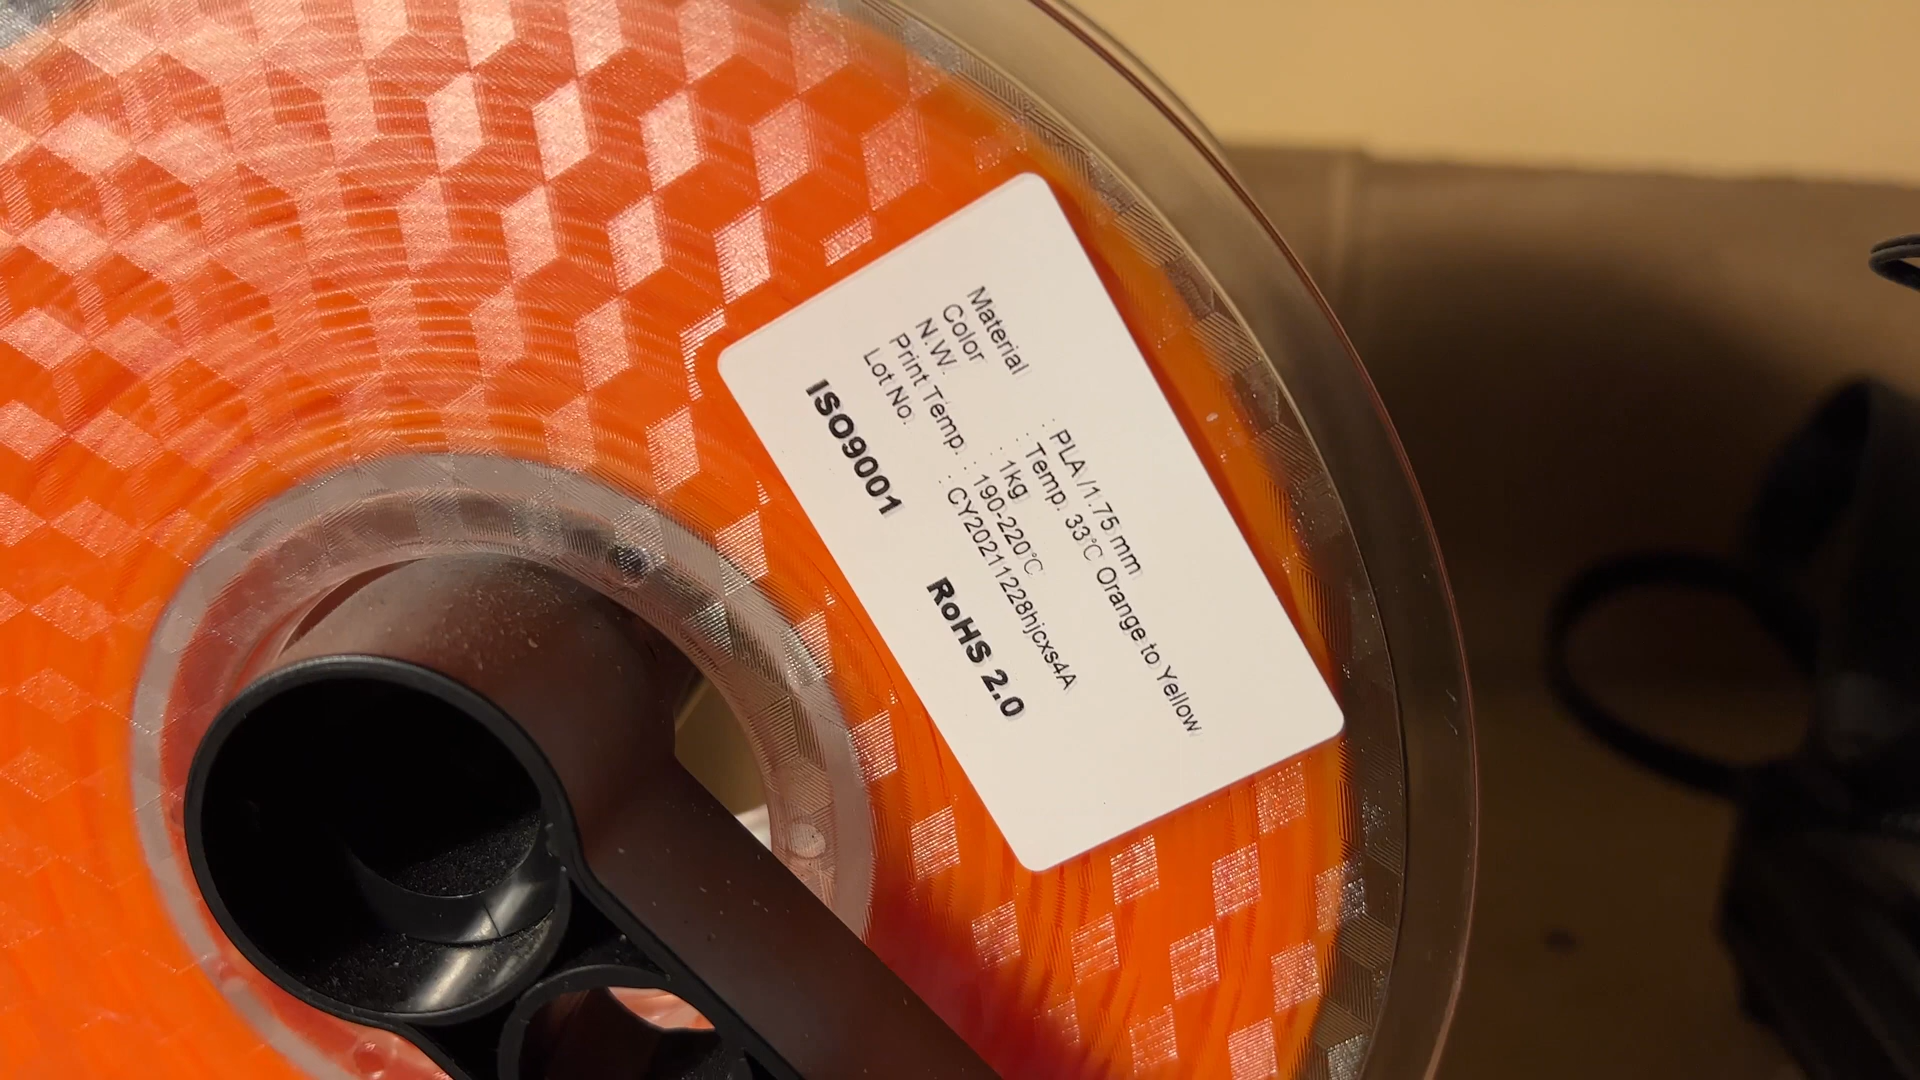 Material : PLA /1.75 mm
Color : Temp. 33℃ Orange to Yellow
N.W. : 1kg
Print Temp. : 190-220℃
Lot No. : CY20211228hjcxs4A
ISO9001 RoHS 2.0